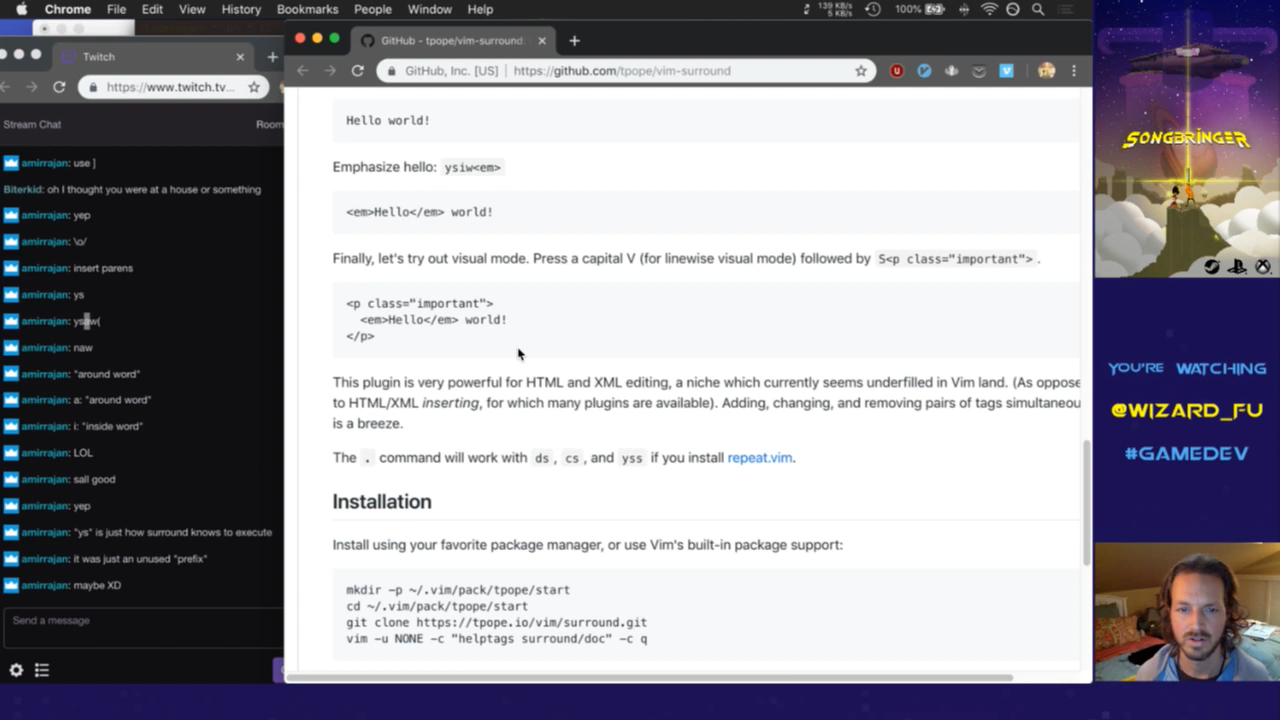 Chrome File Edit View History Bookmarks People Window Help
139 KB/s
5 KB/s
100%
Twitch
https://www.twitch.tv...
Stream Chat
Room
amirrajan: use ]
Biterkid: oh I thought you were at a house or something
amirrajan: yep
amirrajan: \o/
amirrajan: insert parens
amirrajan: ys
amirrajan: ysaw(
amirrajan: naw
amirrajan: "around word"
amirrajan: a: "around word"
amirrajan: i: "inside word"
amirrajan: LOL
amirrajan: sall good
amirrajan: yep
amirrajan: "ys" is just how surround knows to execute
amirrajan: it was just an unused "prefix"
amirrajan: maybe XD
Send a message
GitHub - tpope/vim-surround:
GitHub, Inc. [US] https://github.com/tpope/vim-surround
Hello world!
Emphasize hello: ysiw<em>
<em>Hello</em> world!
Finally, let's try out visual mode. Press a capital V (for linewise visual mode) followed by S<p class="important"> .
<p class="important">
<em>Hello</em> world!
</p>
This plugin is very powerful for HTML and XML editing, a niche which currently seems underfilled in Vim land. (As oppose
to HTML/XML inserting, for which many plugins are available). Adding, changing, and removing pairs of tags simultaneou
is a breeze.
The . command will work with ds , cs , and yss if you install repeat.vim.
Installation
Install using your favorite package manager, or use Vim's built-in package support:
mkdir -p ~/.vim/pack/tpope/start
cd ~/.vim/pack/tpope/start
git clone https://tpope.io/vim/surround.git
vim -u NONE -c "helptags surround/doc" -c q
SONGBRINGER
YOU'RE WATCHING
@WIZARD_FU
#GAMEDEV